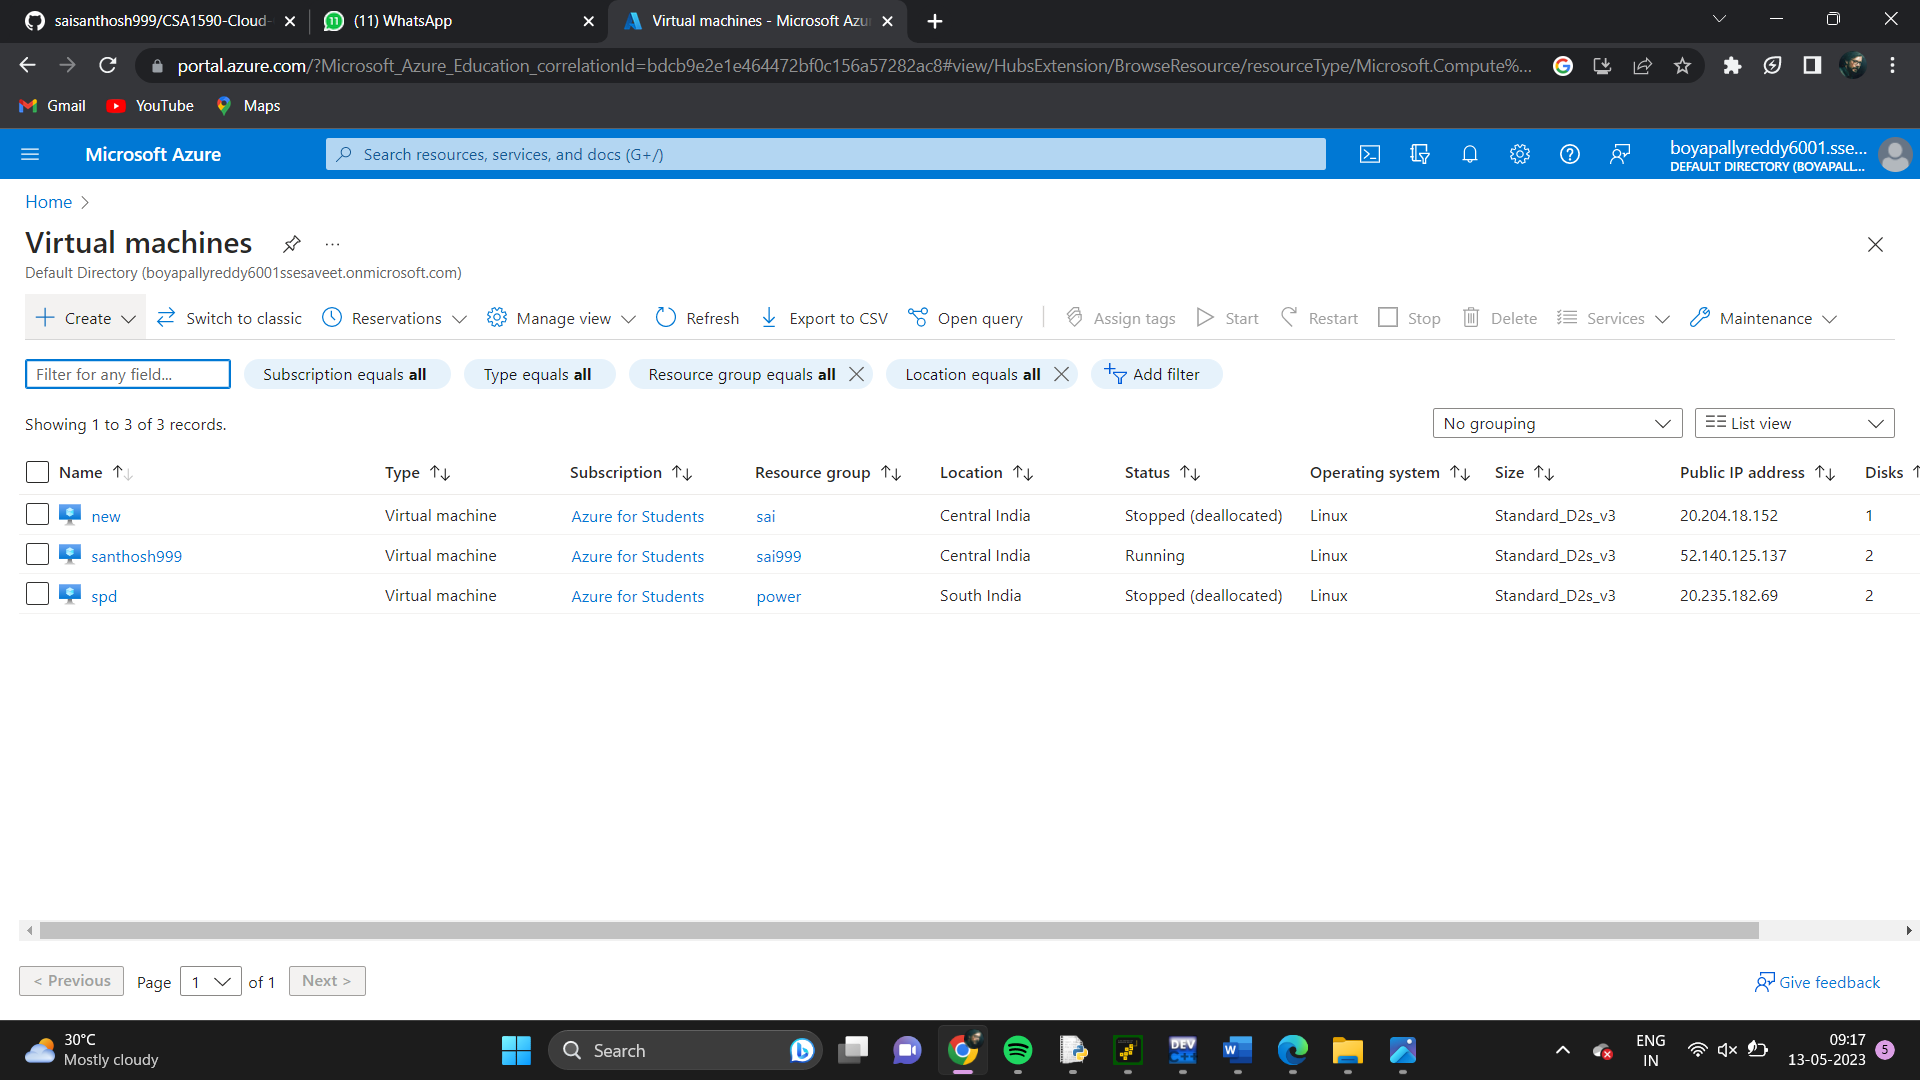 saisanthosh999/CSA1590-Cloud-
(11) WhatsApp
Virtual machines - Microsoft Azu
portal.azure.com/?Microsoft_Azure_Education_correlationId=bdcb9e2e1e464472bf0c156a57282ac8#view/HubsExtension/BrowseResource/resourceType/Microsoft.Compute%...
Gmail YouTube Maps
Microsoft Azure
Search resources, services, and docs (G+/)
boyapallyreddy6001.sse...
DEFAULT DIRECTORY (BOYAPALL...
Home
Virtual machines ...
Default Directory (boyapallyreddy6001ssesaveet.onmicrosoft.com)
Create Switch to classic Reservations Manage view Refresh Export to CSV Open query Assign tags Start Restart Stop Delete Services Maintenance
Filter for any field... Subscription equals all Type equals all Resource group equals all Location equals all Add filter
Showing 1 to 3 of 3 records.
No grouping List view
Name Type Subscription Resource group Location Status Operating system Size Public IP address Disks
new Virtual machine Azure for Students sai Central India Stopped (deallocated) Linux Standard_D2s_v3 20.204.18.152 1
santhosh999 Virtual machine Azure for Students sai999 Central India Running Linux Standard_D2s_v3 52.140.125.137 2
spd Virtual machine Azure for Students power South India Stopped (deallocated) Linux Standard_D2s_v3 20.235.182.69 2
< Previous Page 1 of 1 Next >
Give feedback
30°C
Mostly cloudy
Search
ENG
IN
09:17
13-05-2023
5